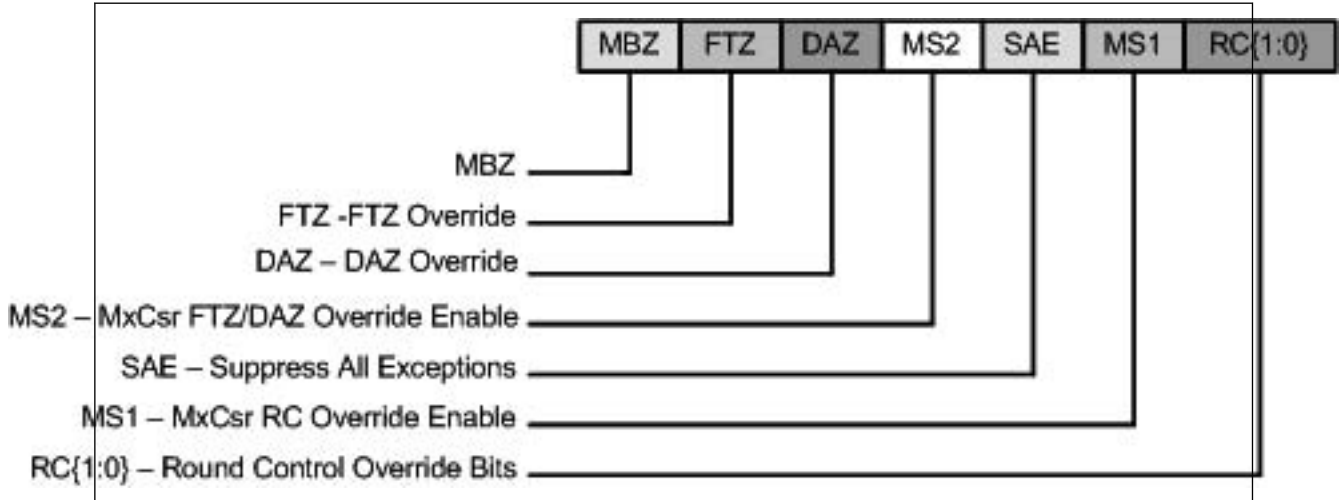 MBZ FTZ DAZ MS2 SAE MS1 RC{1:0}
MBZ
FTZ -FTZ Override
DAZ – DAZ Override
MS2 – MxCsr FTZ/DAZ Override Enable
SAE – Suppress All Exceptions
MS1 – MxCsr RC Override Enable
RC{1:0} – Round Control Override Bits